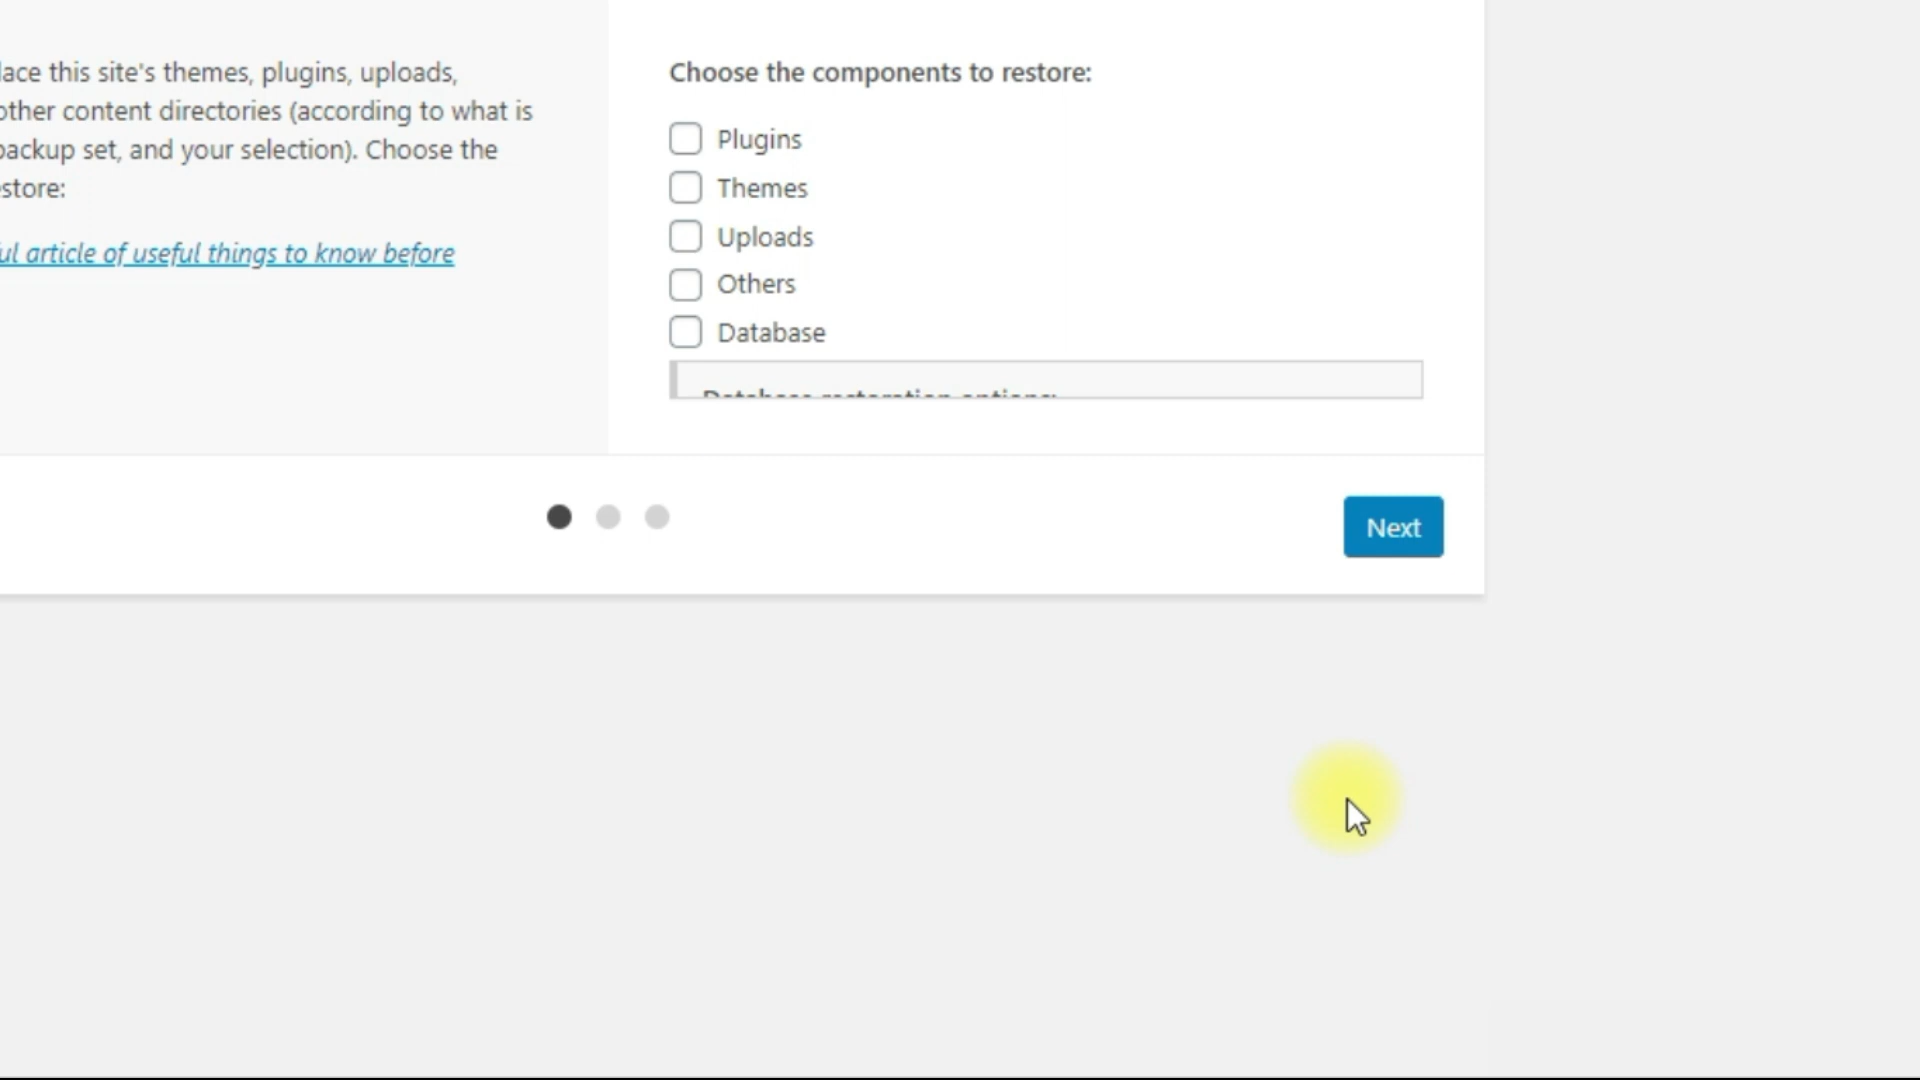 lace this site's themes, plugins, uploads,
other content directories (according to what is
backup set, and your selection). Choose the
estore:
ul article of useful things to know before
Choose the components to restore:
Plugins
Themes
Uploads
Others
Database
Database restoration options:
Next